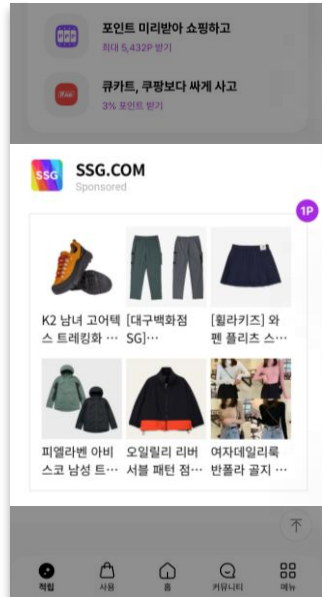 포인트 미리받아 쇼핑하고
최대 5,432P 받기
큐카트, 쿠팡보다 싸게 사고
3% 포인트 받기
SSG
SSG.COM
Sponsored
1P
K2 남녀 고어텍
스 트레킹화 …
[대구백화점
SG]…
[휠라키즈] 와
펜 플리츠 스…
피엘라벤 아비
스코 남성 트…
오일릴리 리버
서블 패턴 점…
여자데일리룩
반폴라 골지 …
적립
사용
홈
커뮤니티
메뉴